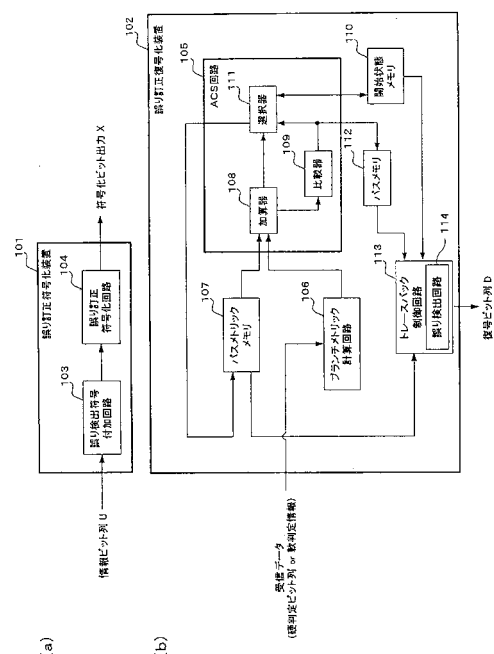 (a)
情報ビット列 U
101
誤り訂正符号化装置
103
誤り検出符号
付加回路
104
誤り訂正
符号化回路
符号化ビット出力 X
(b)
102
誤り訂正復号化装置
受信データ
(硬判定ビット列 or 軟判定情報)
107
パスメトリック
メモリ
106
ブランチメトリック
計算回路
105
ACS回路
108
加算器
111
選択器
109
比較器
110
開始状態
メモリ
112
パスメモリ
113
トレースバック
制御回路
114
誤り検出回路
復号ビット列 D